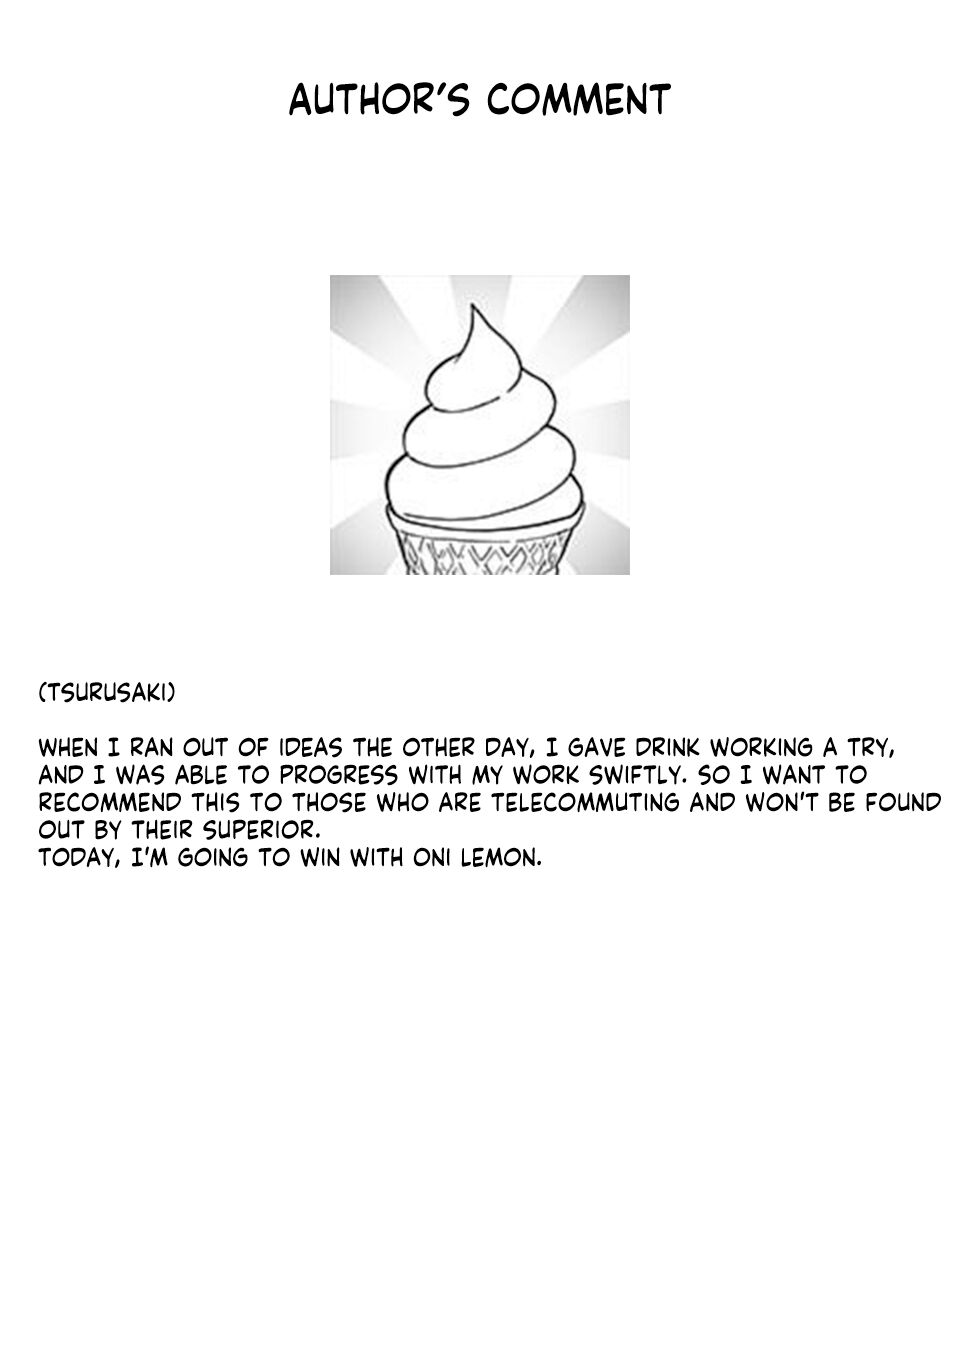 AUTHOR'S COMMENT
(TSURUSAKI)
WHEN I RAN OUT OF IDEAS THE OTHER DAY, I GAVE DRINK WORKING A TRY,
AND I WAS ABLE TO PROGRESS WITH MY WORK SWIFTLY. SO I WANT TO
RECOMMEND THIS TO THOSE WHO ARE TELECOMMUTING AND WON'T BE FOUND
OUT BY THEIR SUPERIOR.
TODAY, I'M GOING TO WIN WITH ONI LEMON.